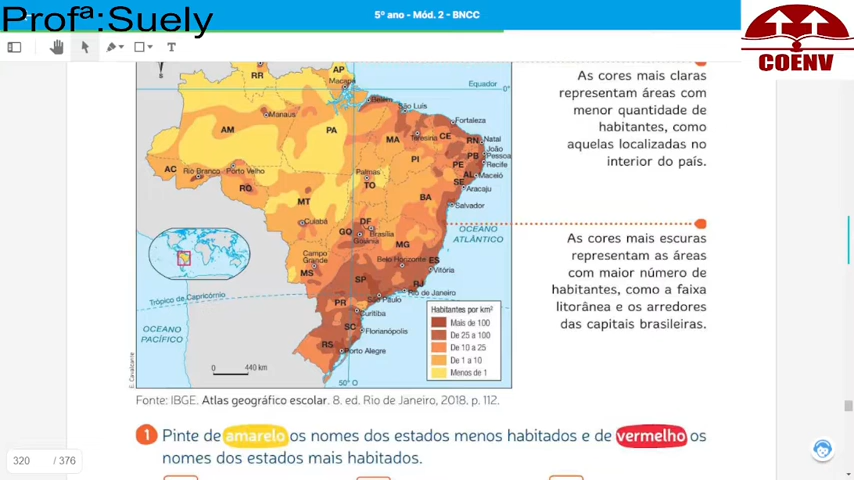 Profª:Suely
5º ano - Mód. 2 - BNCC
COENV
T
S
RR
AP
Macapá
Equador
0°
Belém
São Luís
Manaus
Fortaleza
AM
PA
MA
Teresina
CE
RN
Natal
João
Pessoa
PB
PI
PE
Recife
AC
Rio Branco
Porto Velho
Palmas
TO
AL
Maceió
SE
Aracaju
RO
MT
BA
Salvador
Cuiabá
DF
Brasília
GO
Goiânia
OCEANO
ATLÂNTICO
MG
Campo
Grande
Belo Horizonte
ES
Vitória
MS
SP
RJ
Rio de Janeiro
São Paulo
Trópico de Capricórnio
PR
Curitiba
SC
Florianópolis
OCEANO
PACÍFICO
RS
Porto Alegre
0 440 km
50° O
E. Cavalcante
Habitantes por km²
Mais de 100
De 25 a 100
De 10 a 25
De 1 a 10
Menos de 1
As cores mais claras
representam áreas com
menor quantidade de
habitantes, como
aquelas localizadas no
interior do país.
As cores mais escuras
representam as áreas
com maior número de
habitantes, como a faixa
litorânea e os arredores
das capitais brasileiras.
Fonte: IBGE. Atlas geográfico escolar. 8. ed. Rio de Janeiro, 2018. p. 112.
1 Pinte de amarelo os nomes dos estados menos habitados e de vermelho os
nomes dos estados mais habitados.
320 / 376